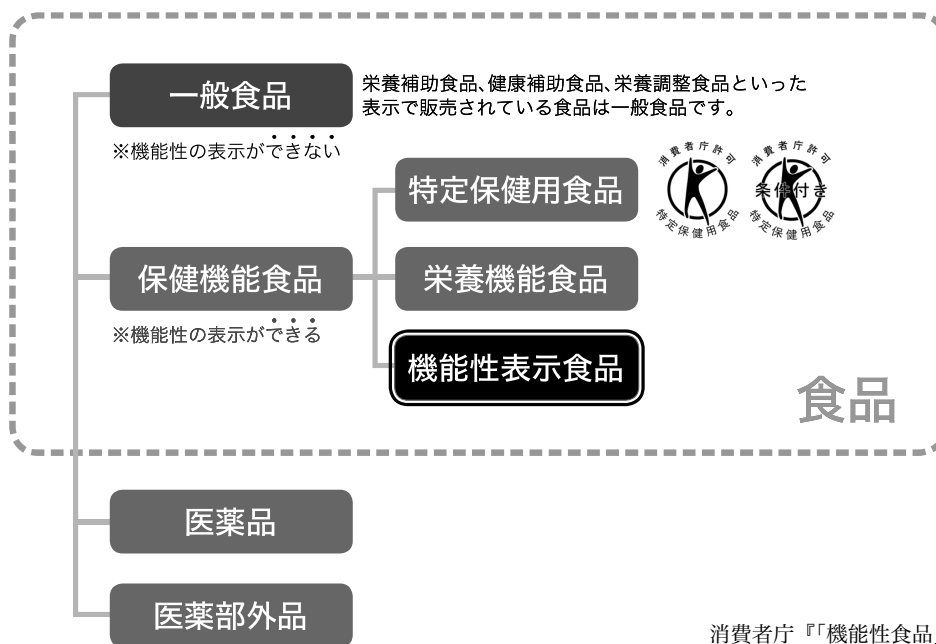 一般食品
栄養補助食品、健康補助食品、栄養調整食品といった
表示で販売されている食品は一般食品です。
※機能性の表示ができない
消費者庁許可
特定保健用食品
消費者庁許可
条件付き
特定保健用食品
特定保健用食品
保健機能食品
※機能性の表示ができる
栄養機能食品
機能性表示食品
食品
医薬品
医薬部外品
消費者庁『「機能性食品